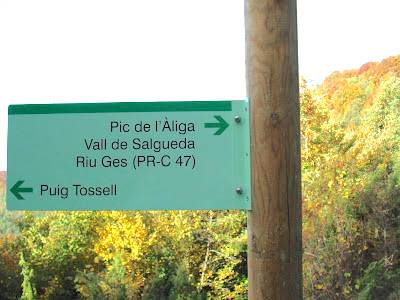 Pic de l'Àliga
Vall de Salgueda
Riu Ges (PR-C 47)
Puig Tossell